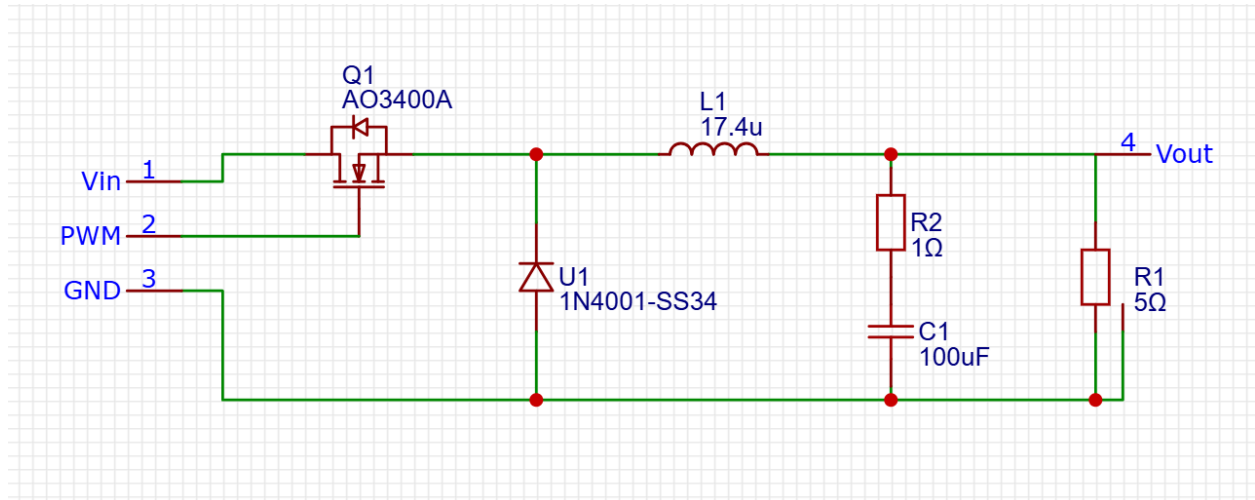 Q1
AO3400A
L1
17.4u
Vin 1
4 Vout
PWM 2
R2
1Ω
GND 3
U1
1N4001-SS34
R1
5Ω
C1
100uF